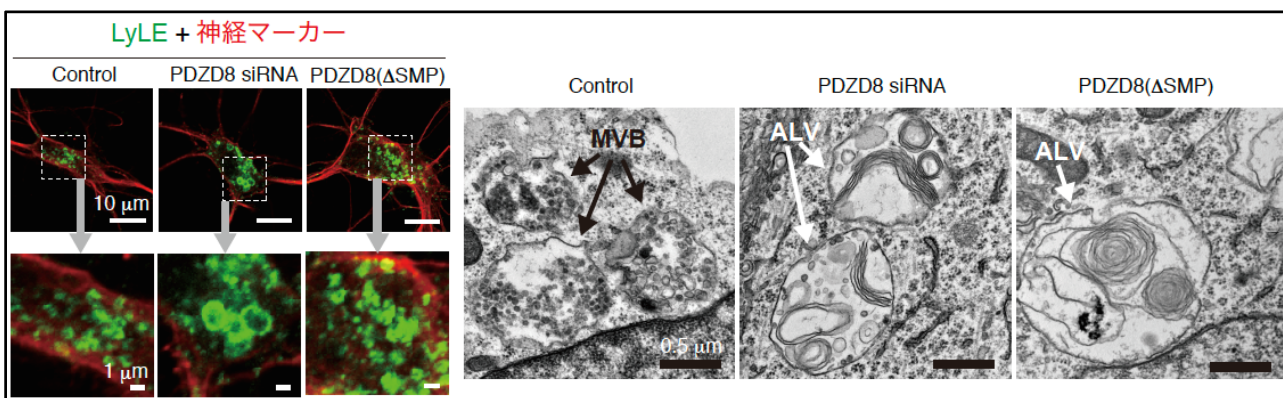 LyLE + 神経マーカー
Control PDZD8 siRNA PDZD8(ΔSMP)
10 μm
1 μm
Control PDZD8 siRNA PDZD8(ΔSMP)
MVB
0.5 μm
ALV
ALV